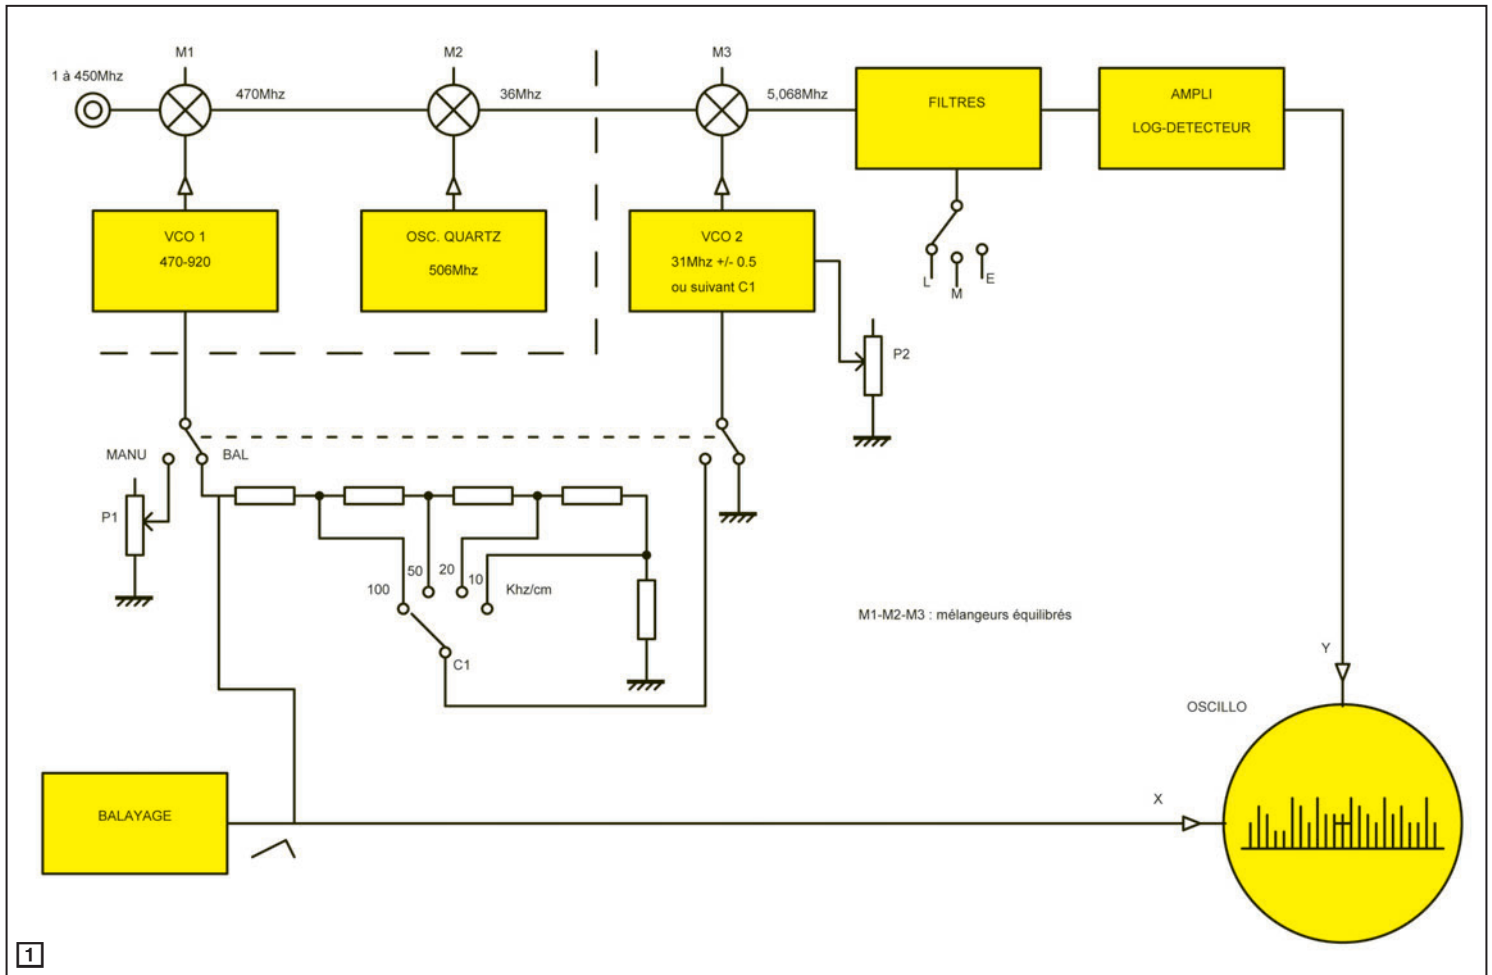 M1
M2
M3
1 à 450Mhz
470Mhz
36Mhz
5,068Mhz
FILTRES
AMPLI
LOG-DETECTEUR
VCO 1
470-920
OSC. QUARTZ
506Mhz
VCO 2
31Mhz +/- 0.5
ou suivant C1
L
M
E
P2
MANU
BAL
P1
100
50
20
10
Khz/cm
C1
M1-M2-M3 : mélangeurs équilibrés
Y
OSCILLO
X
BALAYAGE
1